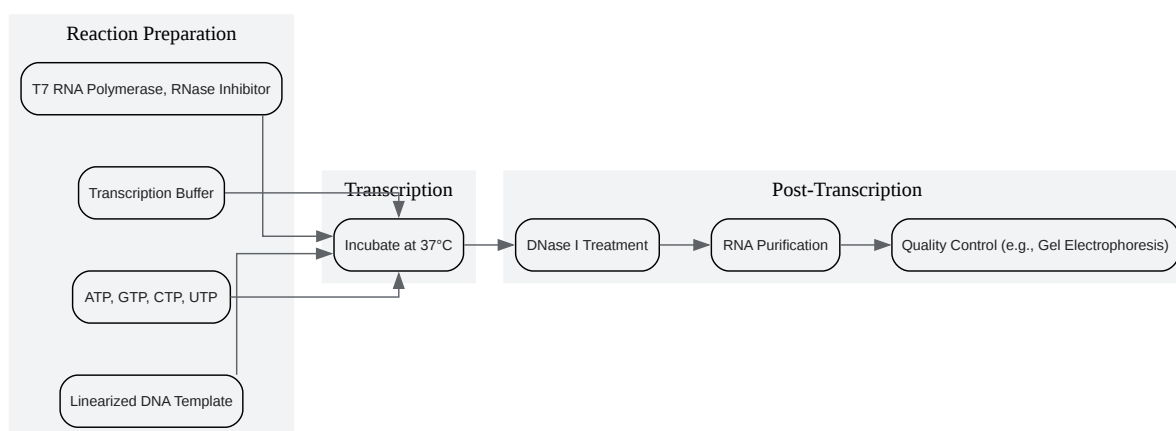 Reaction Preparation
T7 RNA Polymerase, RNase Inhibitor
Transcription Buffer
ATP, GTP, CTP, UTP
Linearized DNA Template
Transcription
Incubate at 37°C
Post-Transcription
DNase I Treatment
RNA Purification
Quality Control (e.g., Gel Electrophoresis)